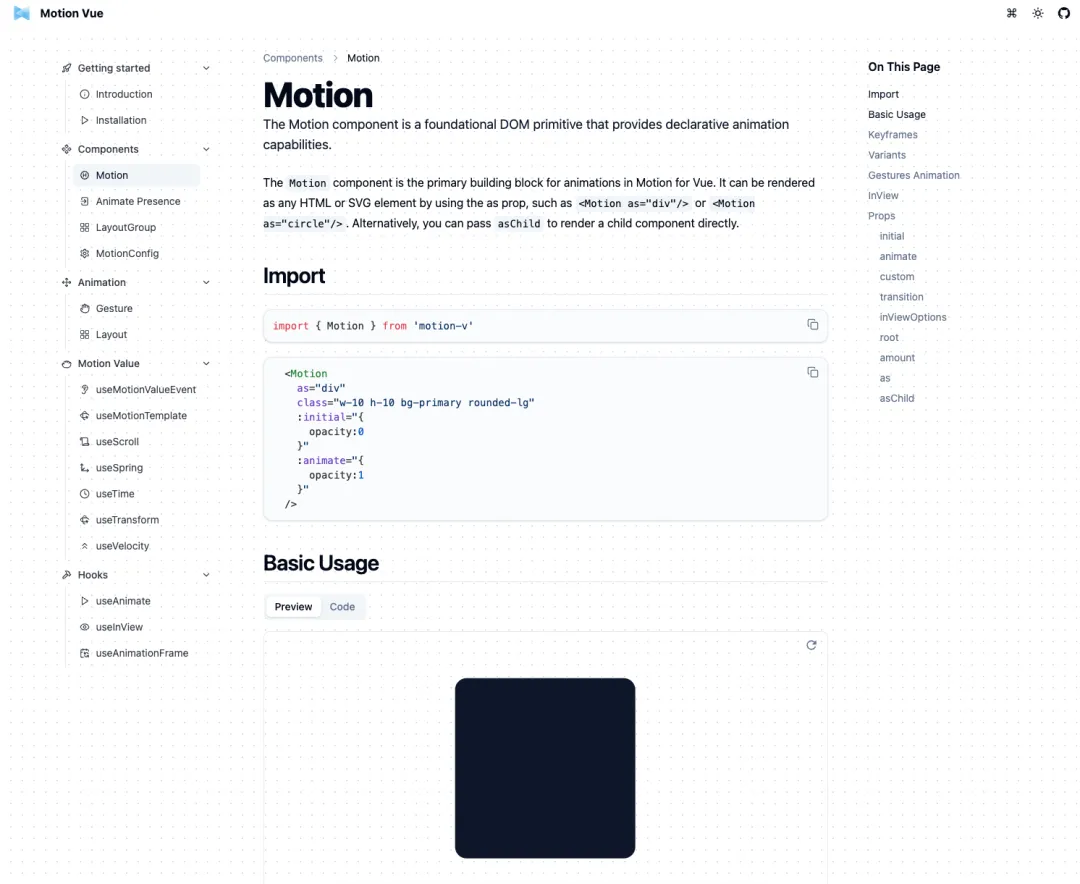 Motion Vue
Getting started
Introduction
Installation
Components
Motion
Animate Presence
LayoutGroup
MotionConfig
Animation
Gesture
Layout
Motion Value
useMotionValueEvent
useMotionTemplate
useScroll
useSpring
useTime
useTransform
useVelocity
Hooks
useAnimate
useInView
useAnimationFrame
Components > Motion
Motion
The Motion component is a foundational DOM primitive that provides declarative animation
capabilities.
The Motion component is the primary building block for animations in Motion for Vue. It can be rendered
as any HTML or SVG element by using the as prop, such as <Motion as="div"/> or <Motion
as="circle"/>. Alternatively, you can pass asChild to render a child component directly.
Import
import { Motion } from 'motion-v'
<Motion
as="div"
class="w-10 h-10 bg-primary rounded-lg"
:initial="{
opacity:0
}"
:animate="{
opacity:1
}"
/>
Basic Usage
Preview Code
On This Page
Import
Basic Usage
Keyframes
Variants
Gestures Animation
InView
Props
initial
animate
custom
transition
inViewOptions
root
amount
as
asChild